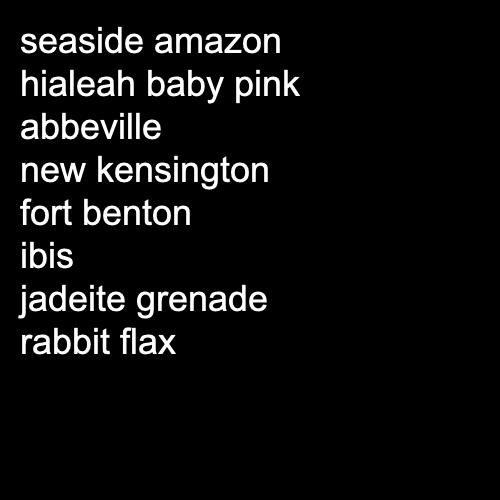 seaside amazon
hialeah baby pink
abbeville
new kensington
fort benton
ibis
jadeite grenade
rabbit flax